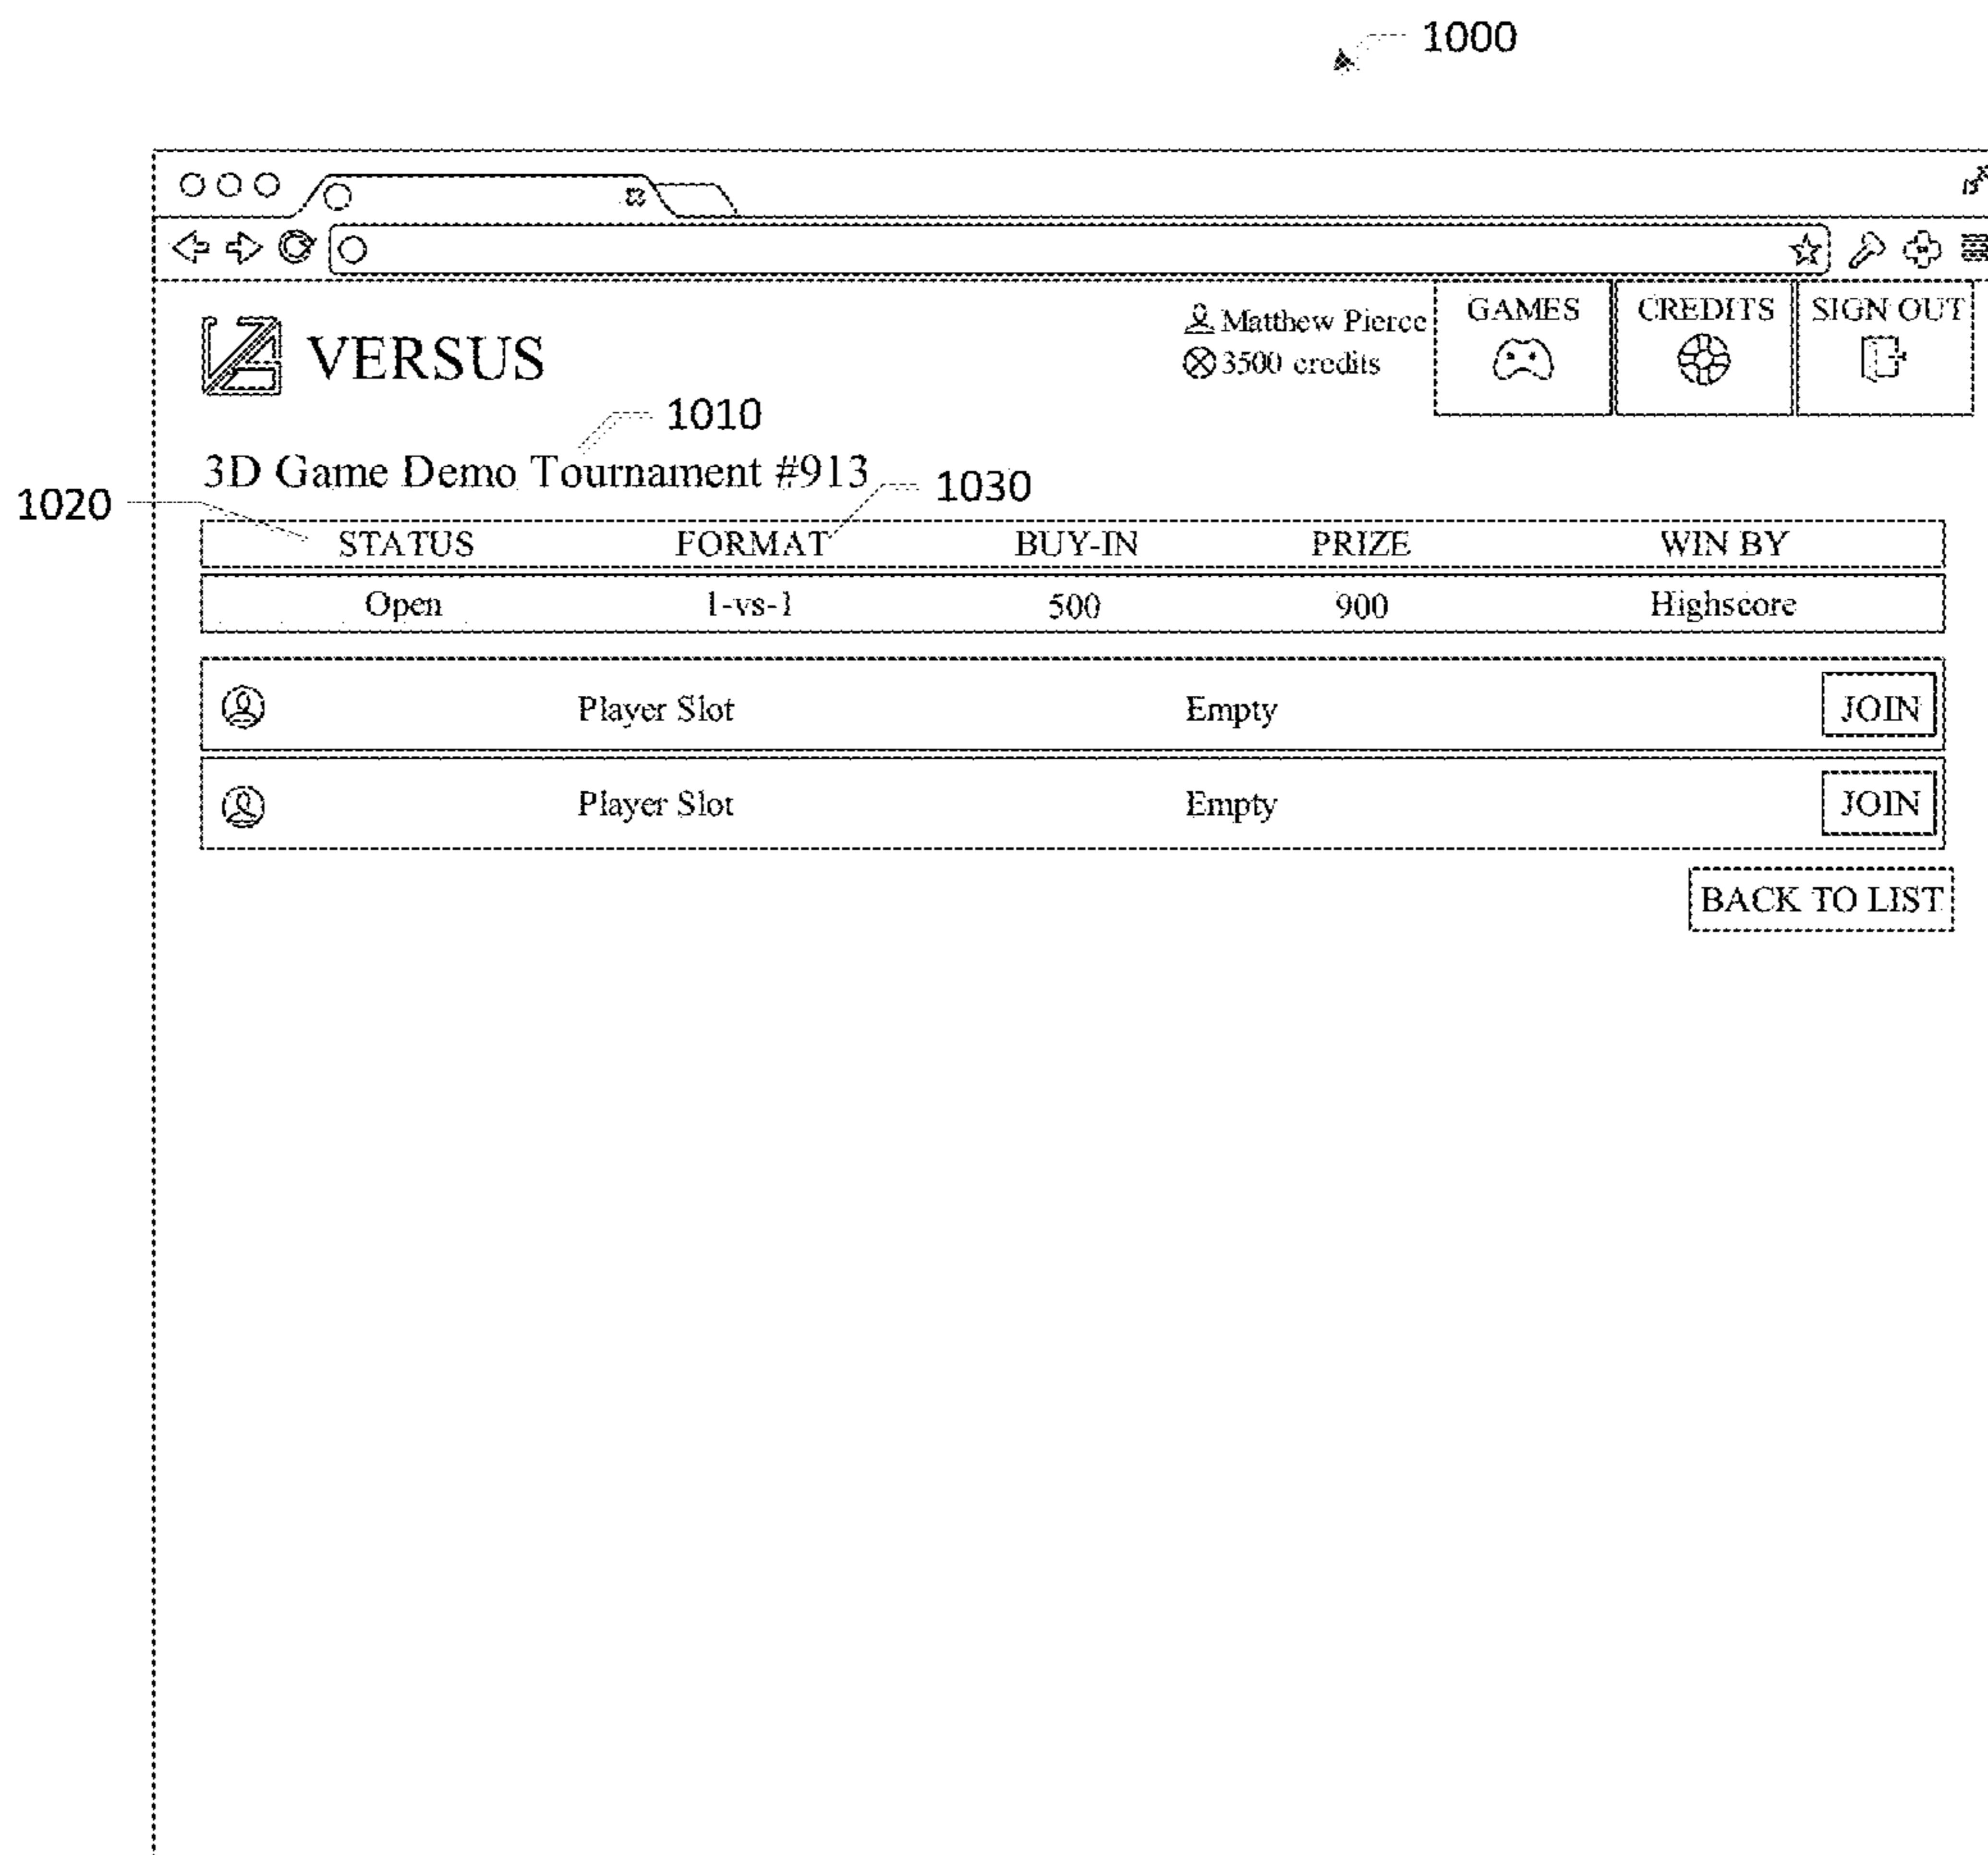 1000
Matthew Pierce GAMES CREDITS SIGN OUT
VERSUS
3500 credits
1010
3D Game Demo Tournament #913
1030
1020
STATUS FORMAT BUY-IN PRIZE WIN BY
Open 1-vs-1 500 900 Highscore
Player Slot Empty JOIN
Player Slot Empty JOIN
BACK TO LIST